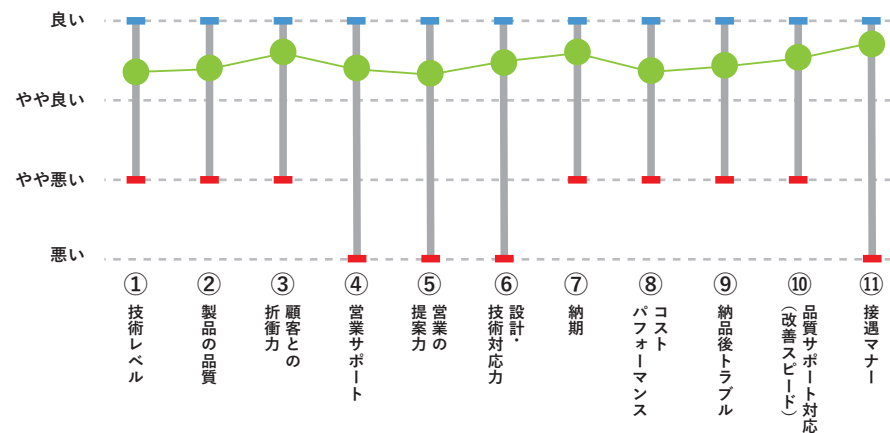 良い
やや良い
やや悪い
悪い
①
技術レベル
②
製品の品質
③
顧客との
折衝力
④
営業サポート
⑤
営業の
提案力
⑥
設計・
技術対応力
⑦
納期
⑧
コスト
パフォーマンス
⑨
納品後トラブル
⑩
品質サポート対応
（改善スピード）
⑪
接遇マナー